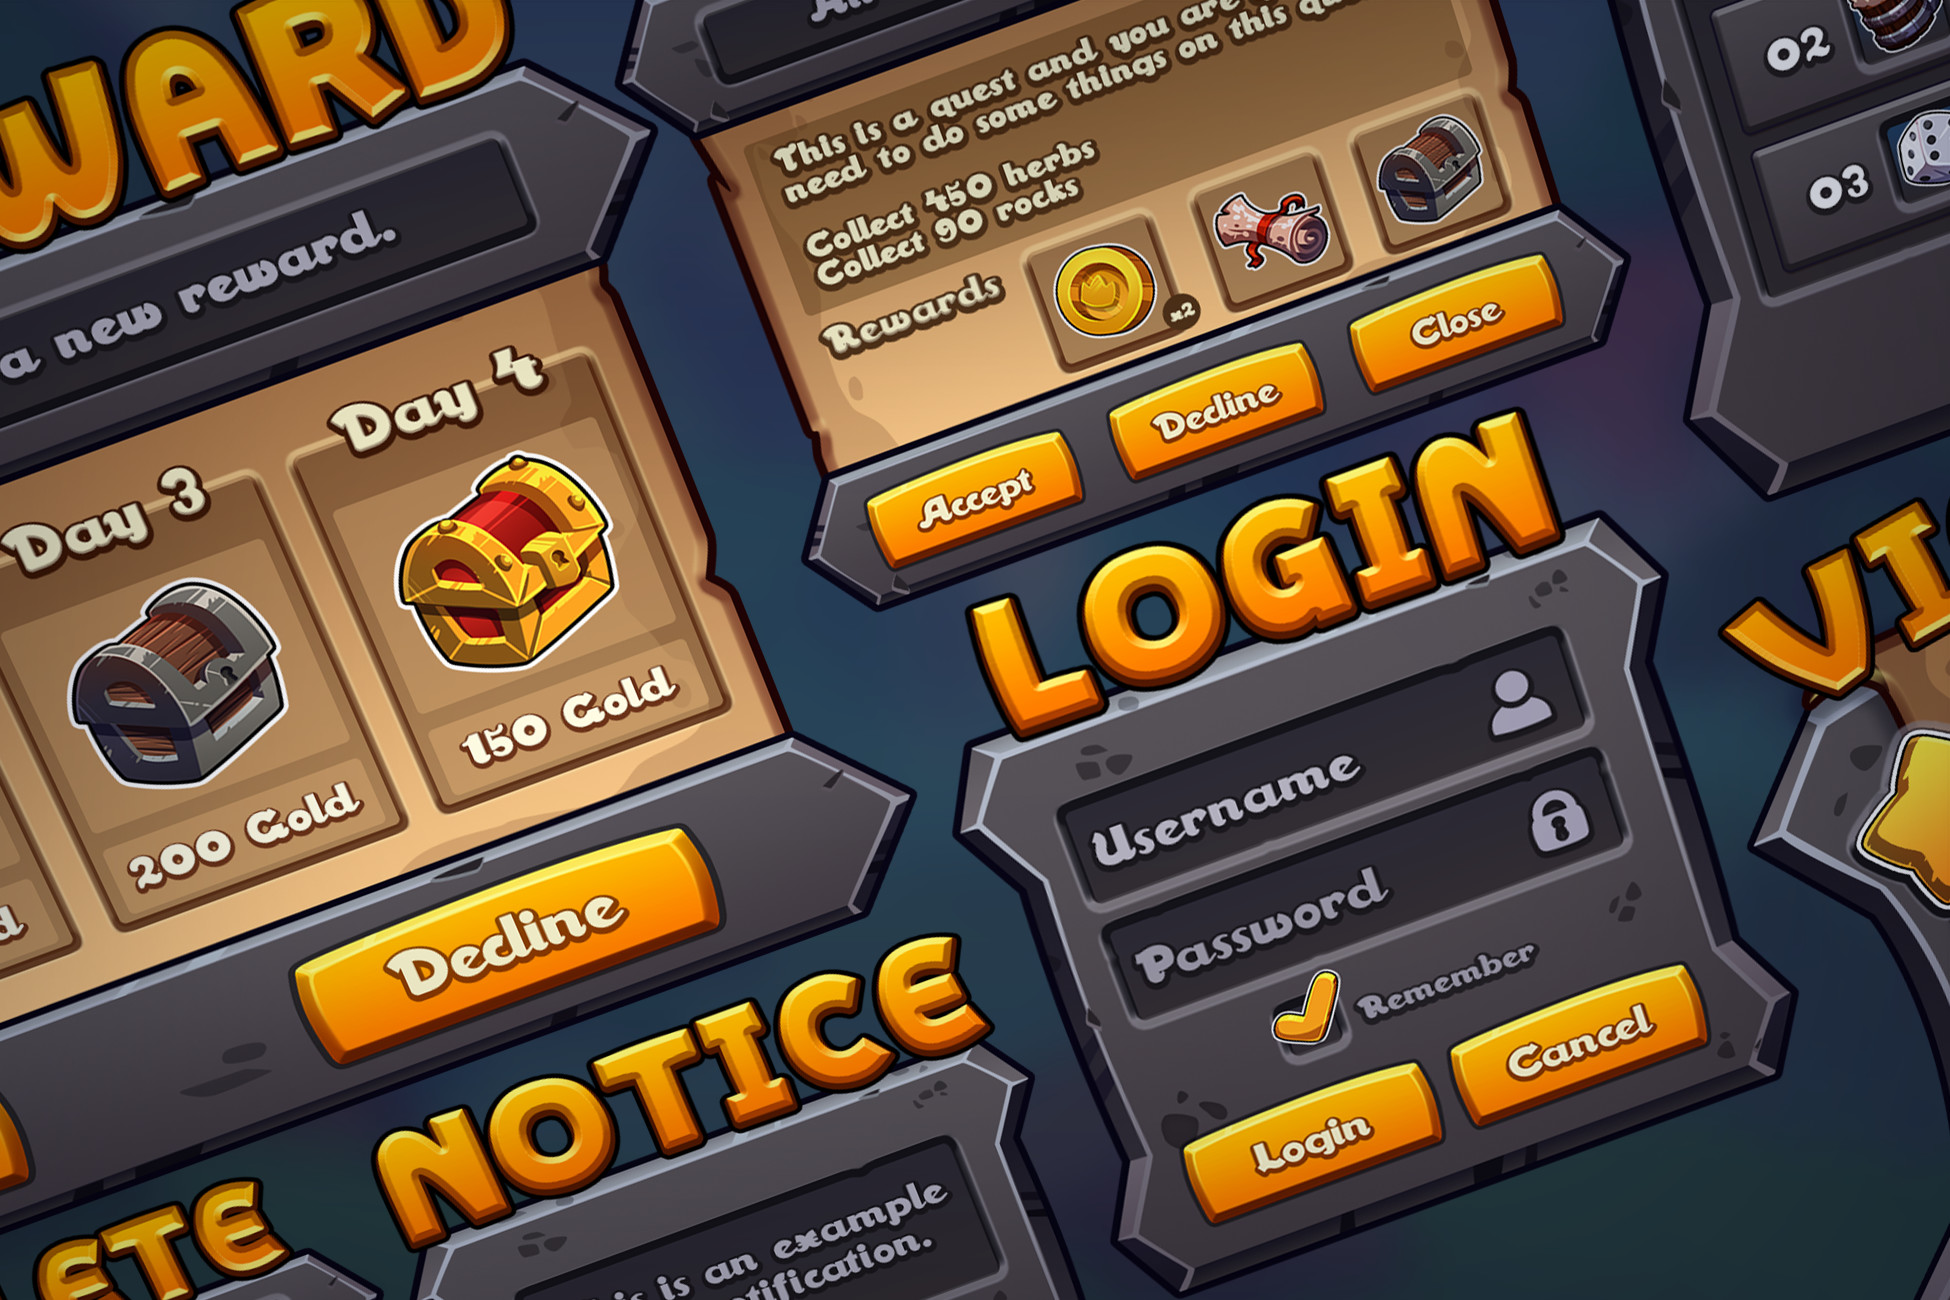 WARD
a new reward.
Day 3
200 Gold
Day 4
150 Gold
Decline
This is a quest and you are
need to do some things on this
Collect 450 herbs
Collect 90 rocks
Rewards
x2
Accept
Decline
Close
02
03
LOGIN
Username
Password
Remember
Login
Cancel
VI
NOTICE
is an example
ETE